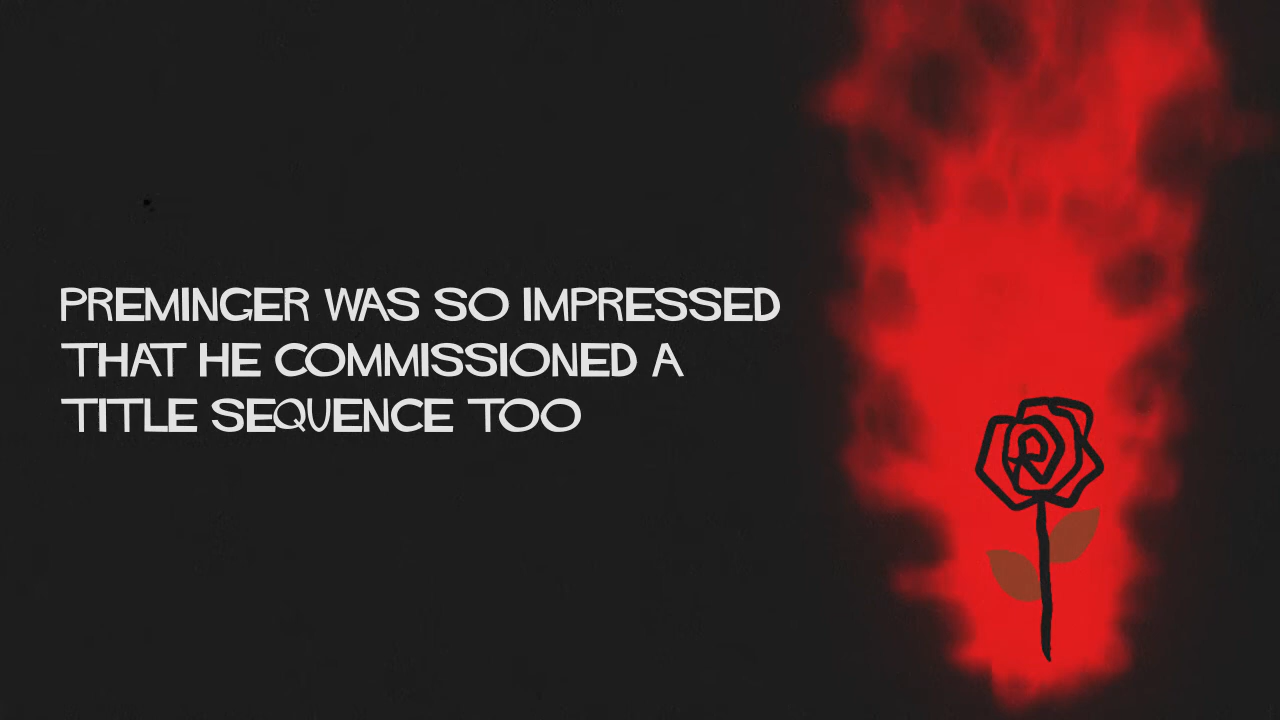 PREMINGER WAS SO IMPRESSED
THAT HE COMMISSIONED A
TITLE SEQUENCE TOO